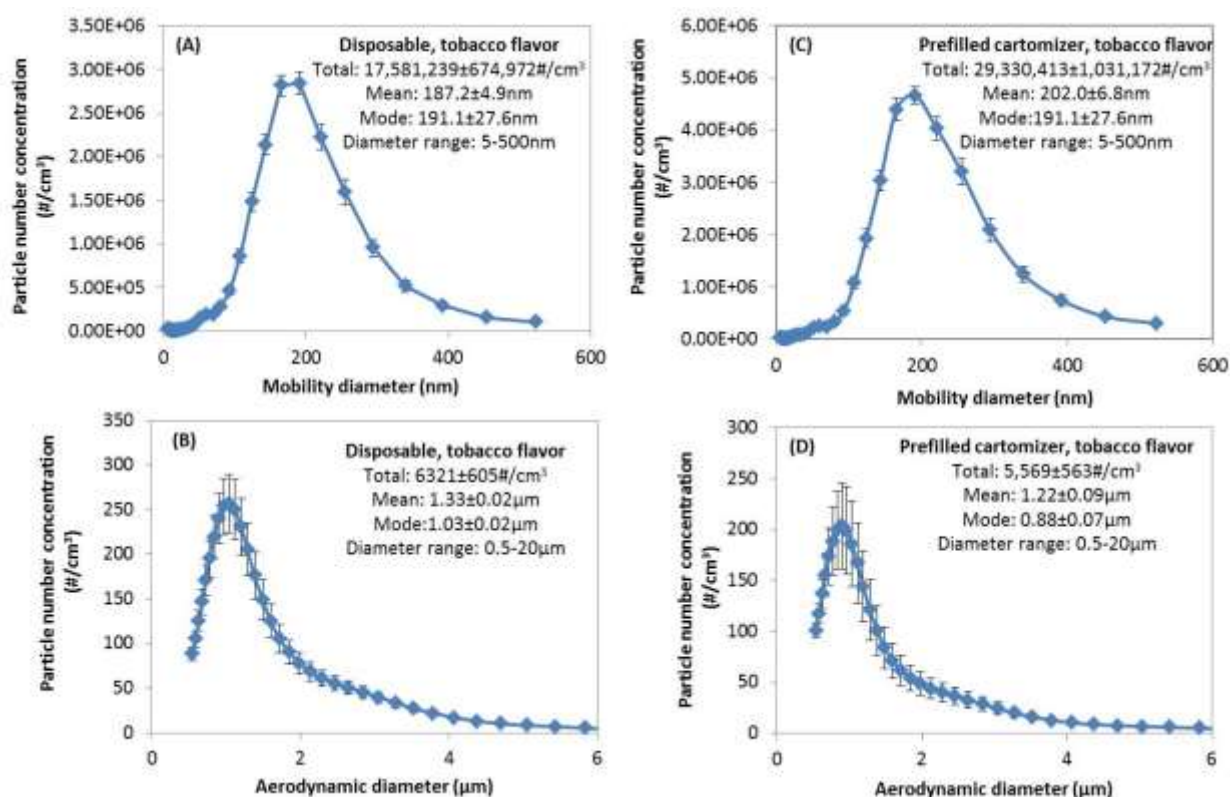 Particle number concentration
(#/cm³)
3.50E+06
3.00E+06
2.50E+06
2.00E+06
1.50E+06
1.00E+06
5.00E+05
0.00E+00
(A)
Disposable, tobacco flavor
Total: 17,581,239±674,972#/cm³
Mean: 187.2±4.9nm
Mode:191.1±27.6nm
Diameter range: 5-500nm
0 200 400 600
Mobility diameter (nm)
Particle number concentration
(#/cm³)
6.00E+06
5.00E+06
4.00E+06
3.00E+06
2.00E+06
1.00E+06
0.00E+00
(C)
Prefilled cartomizer, tobacco flavor
Total: 29,330,413±1,031,172#/cm³
Mean: 202.0±6.8nm
Mode:191.1±27.6nm
Diameter range: 5-500nm
0 200 400 600
Mobility diameter (nm)
Particle number concentration
(#/cm³)
350
300
250
200
150
100
50
0
(B)
Disposable, tobacco flavor
Total: 6321±605#/cm³
Mean: 1.33±0.02µm
Mode:1.03±0.02µm
Diameter range: 0.5-20µm
0 2 4 6
Aerodynamic diameter (µm)
Particle number concentration
(#/cm³)
300
250
200
150
100
50
0
(D)
Prefilled cartomizer, tobacco flavor
Total: 5,569±563#/cm³
Mean: 1.22±0.09µm
Mode: 0.88±0.07µm
Diameter range: 0.5-20µm
0 2 4 6
Aerodynamic diameter (µm)